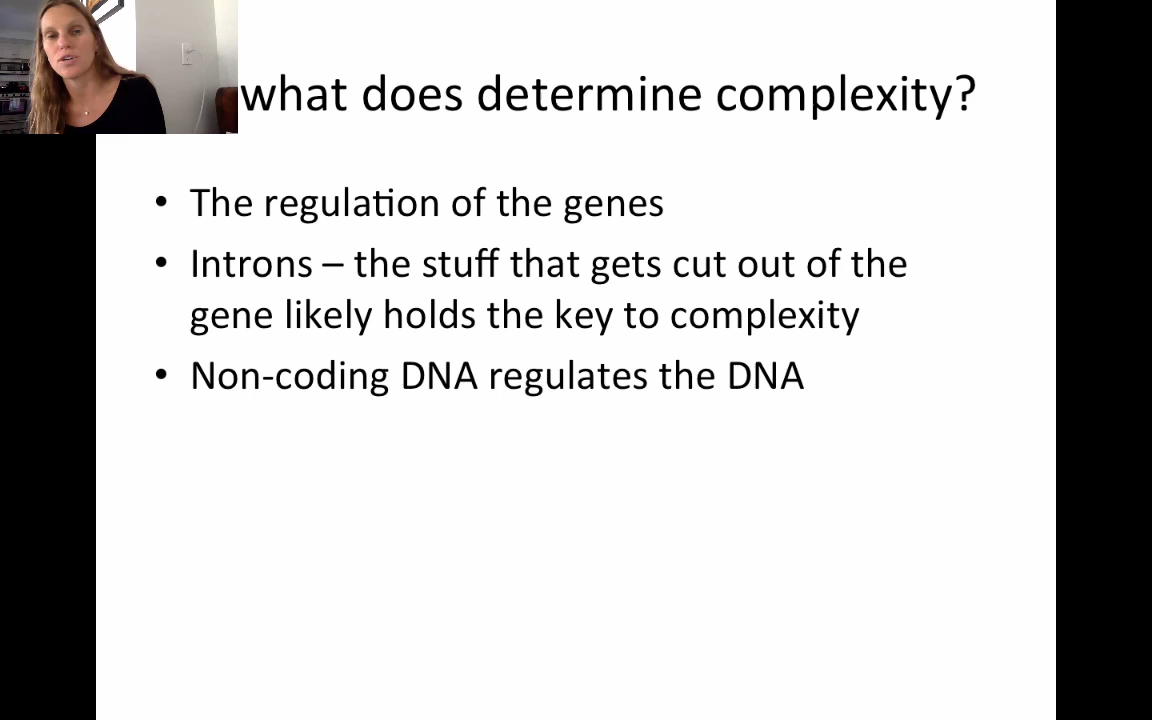 what does determine complexity?
• The regulation of the genes
• Introns – the stuff that gets cut out of the
gene likely holds the key to complexity
• Non-coding DNA regulates the DNA